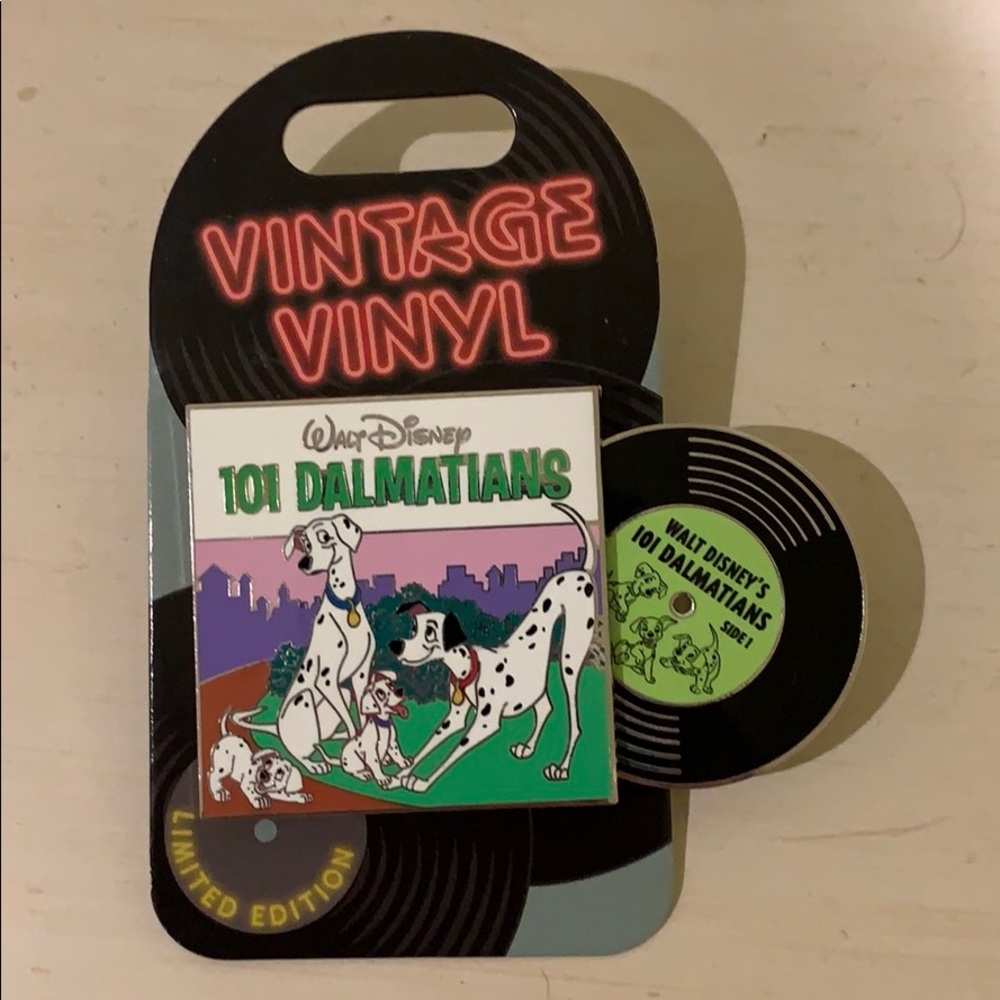 VINTAGE
VINYL
WALT DISNEY
101 DALMATIANS
WALT DISNEY'S
101 DALMATIANS
SIDE 1
LIMITED EDITION